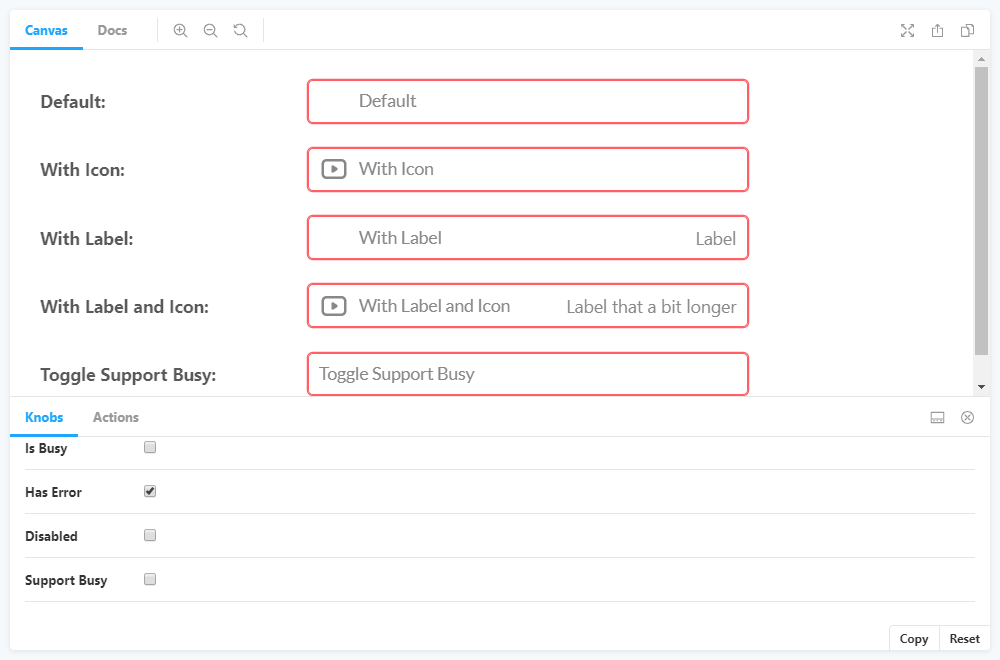 Canvas Docs
Default: Default
With Icon: With Icon
With Label: With Label Label
With Label and Icon: With Label and Icon Label that a bit longer
Toggle Support Busy: Toggle Support Busy
Knobs Actions
Is Busy
Has Error
Disabled
Support Busy
Copy Reset